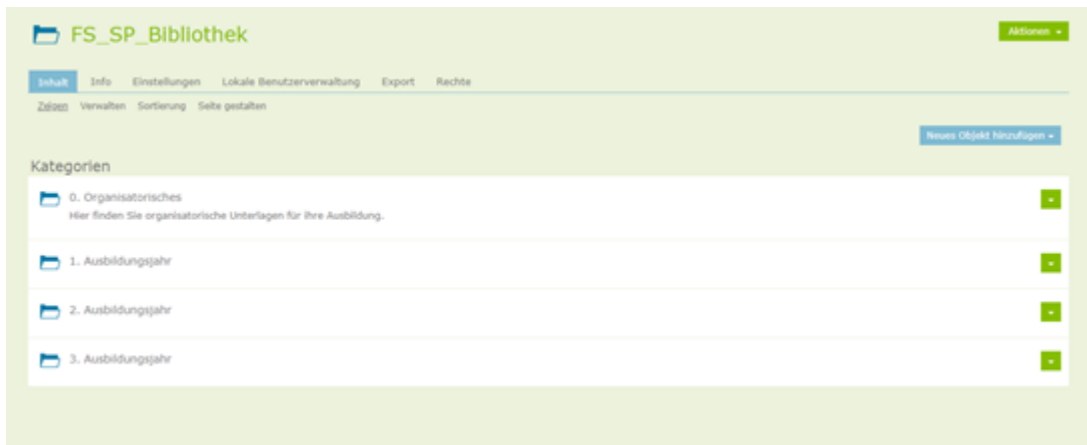 FS_SP_Bibliothek
Aktionen
Inhalt Info Einstellungen Lokale Benutzerverwaltung Export Rechte
Zeigen Verwalten Sortierung Seite gestalten
Neues Objekt hinzufügen
Kategorien
0. Organisatorisches
Hier finden Sie organisatorische Unterlagen für ihre Ausbildung.
1. Ausbildungsjahr
2. Ausbildungsjahr
3. Ausbildungsjahr